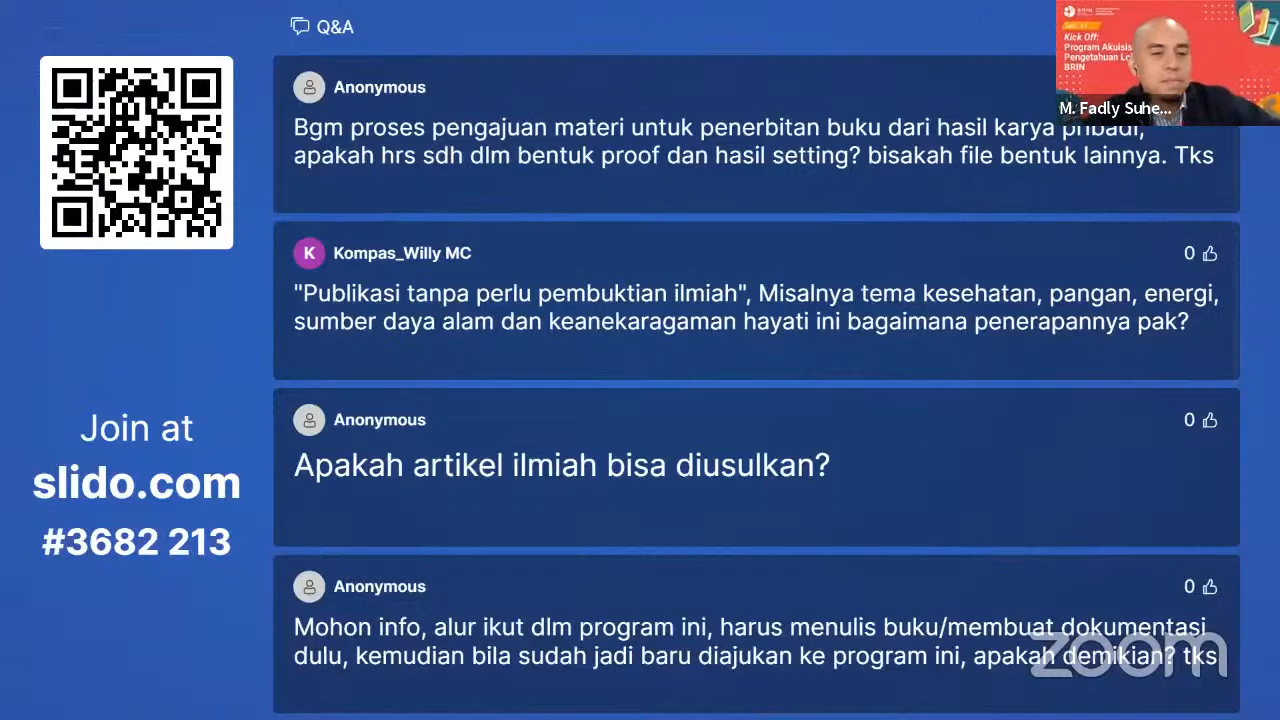 Q&A
Anonymous
Bgm proses pengajuan materi untuk penerbitan buku dari hasil karya pribadi,
apakah hrs sdh dlm bentuk proof dan hasil setting? bisakah file bentuk lainnya. Tks
Kompas_Willy MC
0
"Publikasi tanpa perlu pembuktian ilmiah", Misalnya tema kesehatan, pangan, energi,
sumber daya alam dan keanekaragaman hayati ini bagaimana penerapannya pak?
Anonymous
0
Apakah artikel ilmiah bisa diusulkan?
Anonymous
0
Mohon info, alur ikut dlm program ini, harus menulis buku/membuat dokumentasi
dulu, kemudian bila sudah jadi baru diajukan ke program ini, apakah demikian? tks
Join at
slido.com
#3682 213
K
BRIN
Kick Off:
Program Akuisis
Pengetahuan Lo
BRIN
M. Fadly Suhe...
zoom